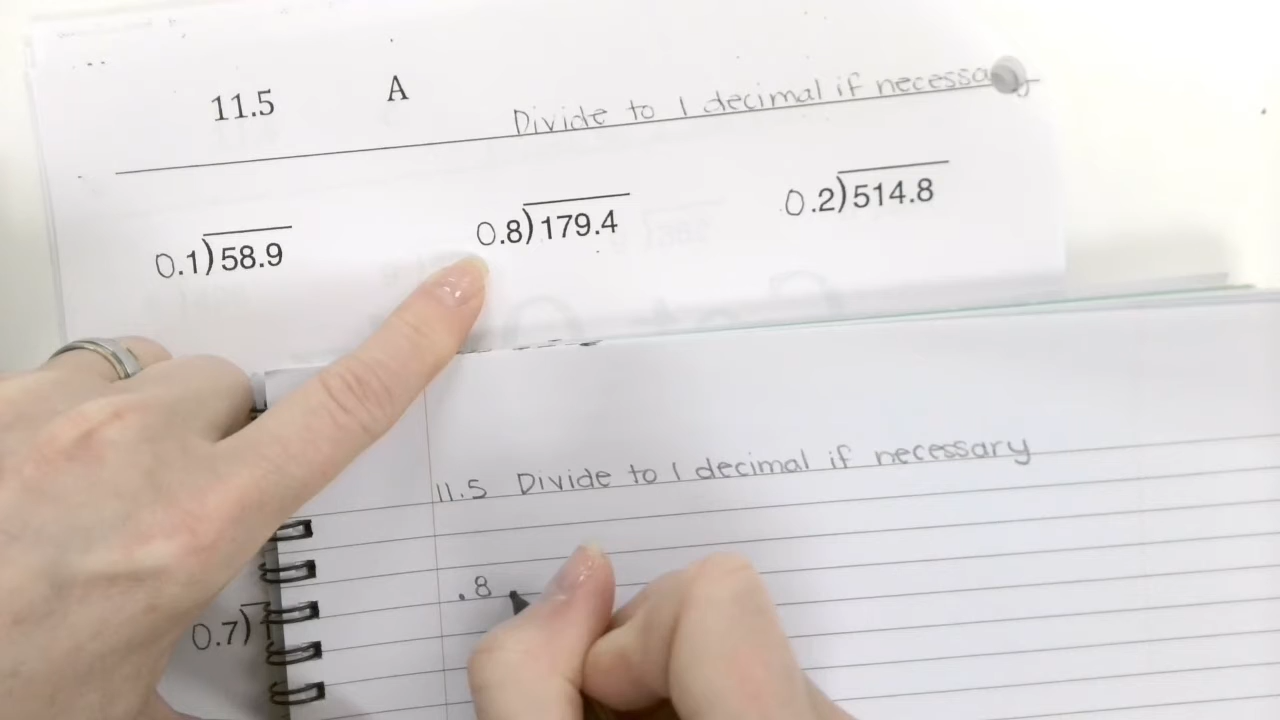 11.5 A Divide to 1 decimal if necessary
0.1)58.9 0.8)179.4 0.2)514.8
11.5 Divide to 1 decimal if necessary
.8
0.7)